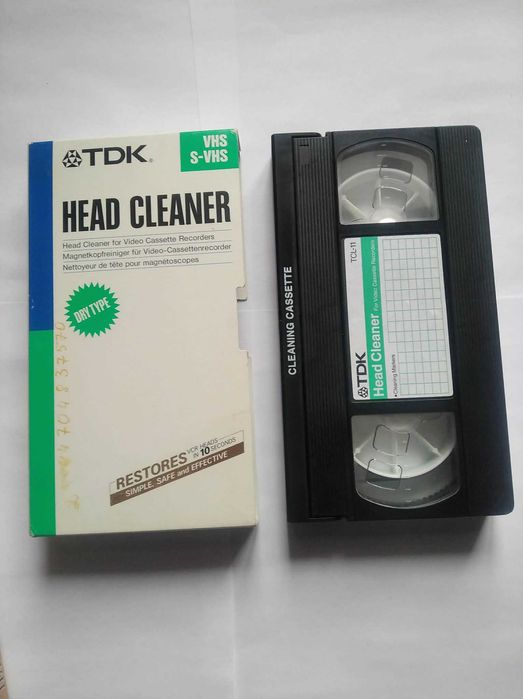 VHS
S-VHS
TDK®
HEAD CLEANER
Head Cleaner for Video Cassette Recorders
Magnetkopfreiniger für Video-Cassettenrecorder
Nettoyeur de tête pour magnétoscopes
DRY TYPE
4704837570
RESTORES VCR HEADS IN 10 SECONDS
SIMPLE, SAFE and EFFECTIVE
CLEANING CASSETTE
TDK
Head Cleaner For Video Cassette Recorders
TCL-11
•Cleaning Markers